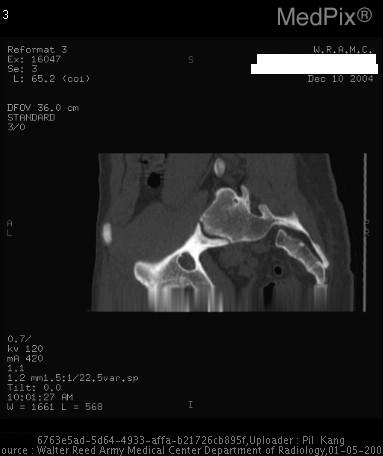 3
MedPix®
Reformat 3
Ex: 16047
Se: 3
L: 65.2 (coi)
W.R.A.M.C.
Dec 10 2004
S
DFOV 36.0 cm
STANDARD
3/0
A
L
0.7/
kv 120
mA 420
1.1
1.2 mm1.5:1/22.5var.sp
Tilt: 0.0
10:01:27 AM
W = 1661 L = 568
I
6763e5ad-5d64-4933-affa-b21726cb895f,Uploader : Pil Kang
ource : Walter Reed Army Medical Center Department of Radiology,01-05-200